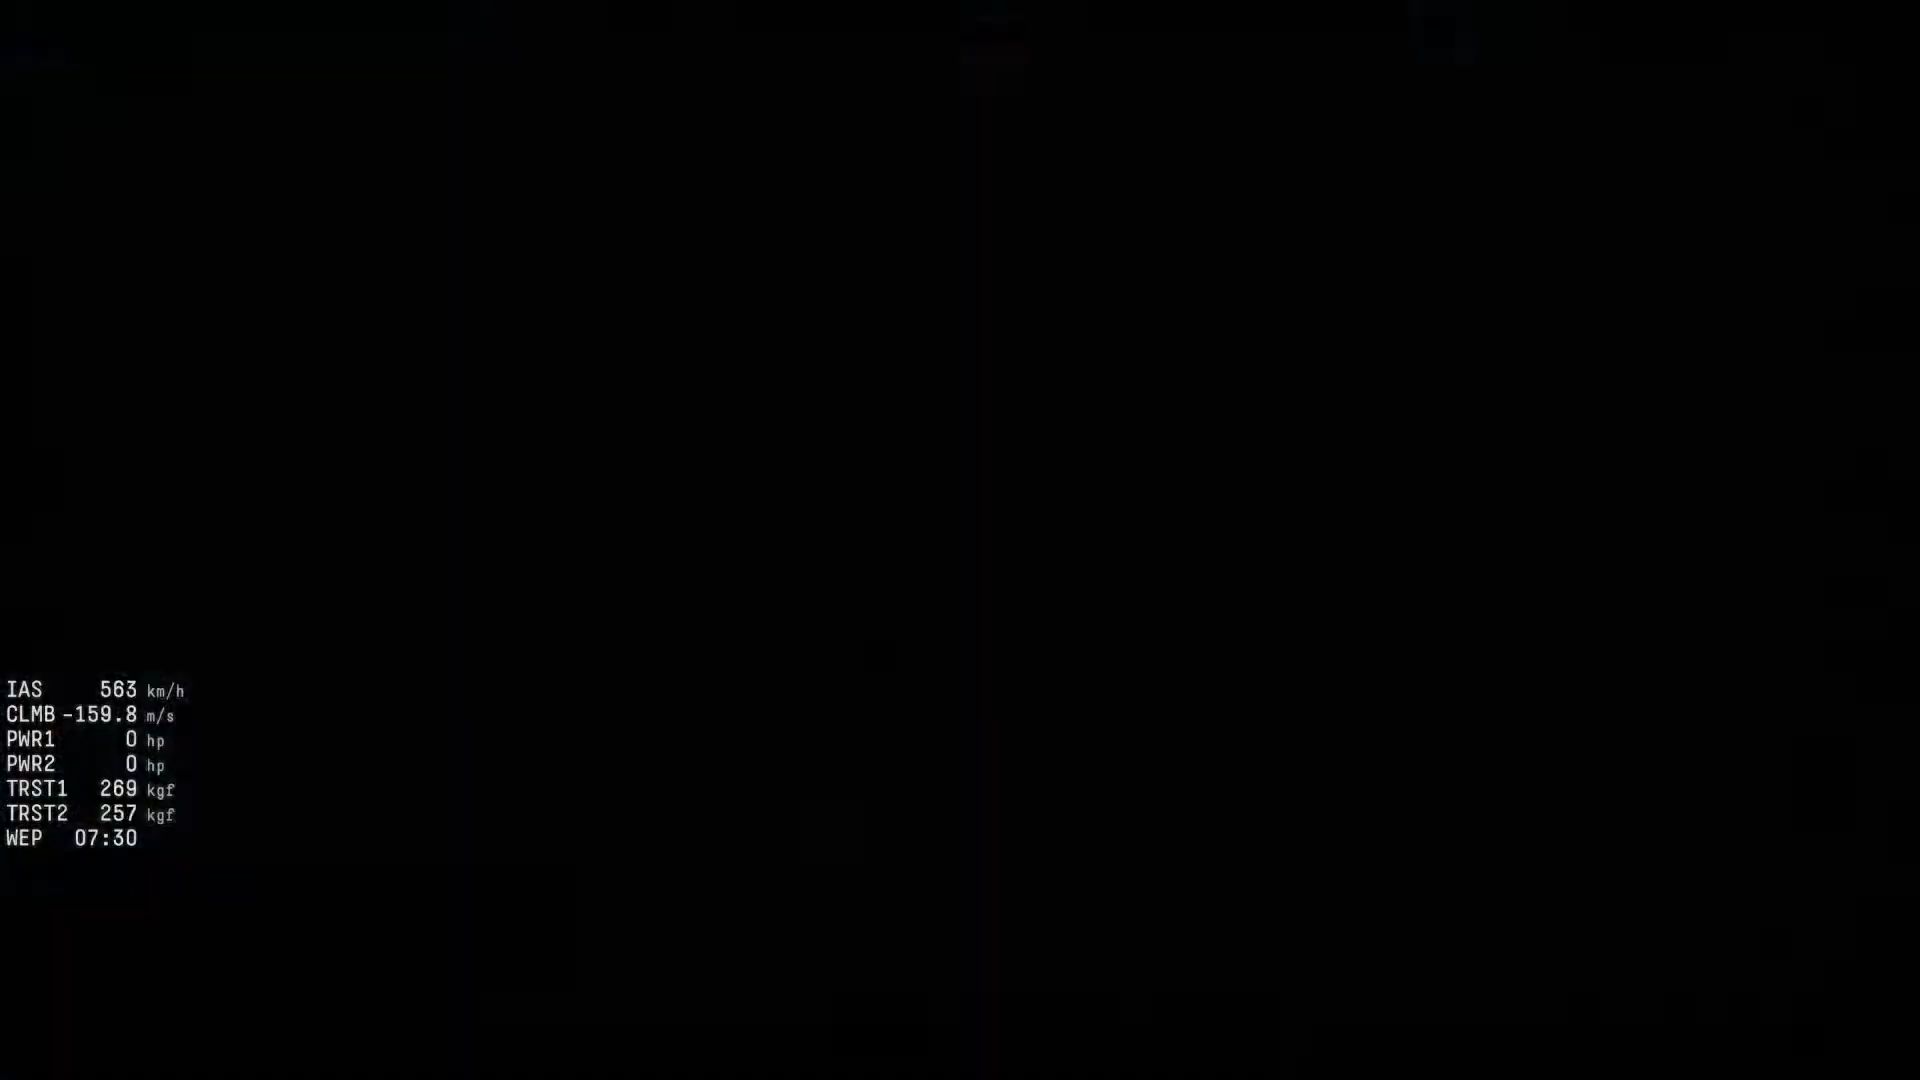 IAS 563 km/h
CLMB -159.8 m/s
PWR1 0 hp
PWR2 0 hp
TRST1 269 kgf
TRST2 257 kgf
WEP 07:30